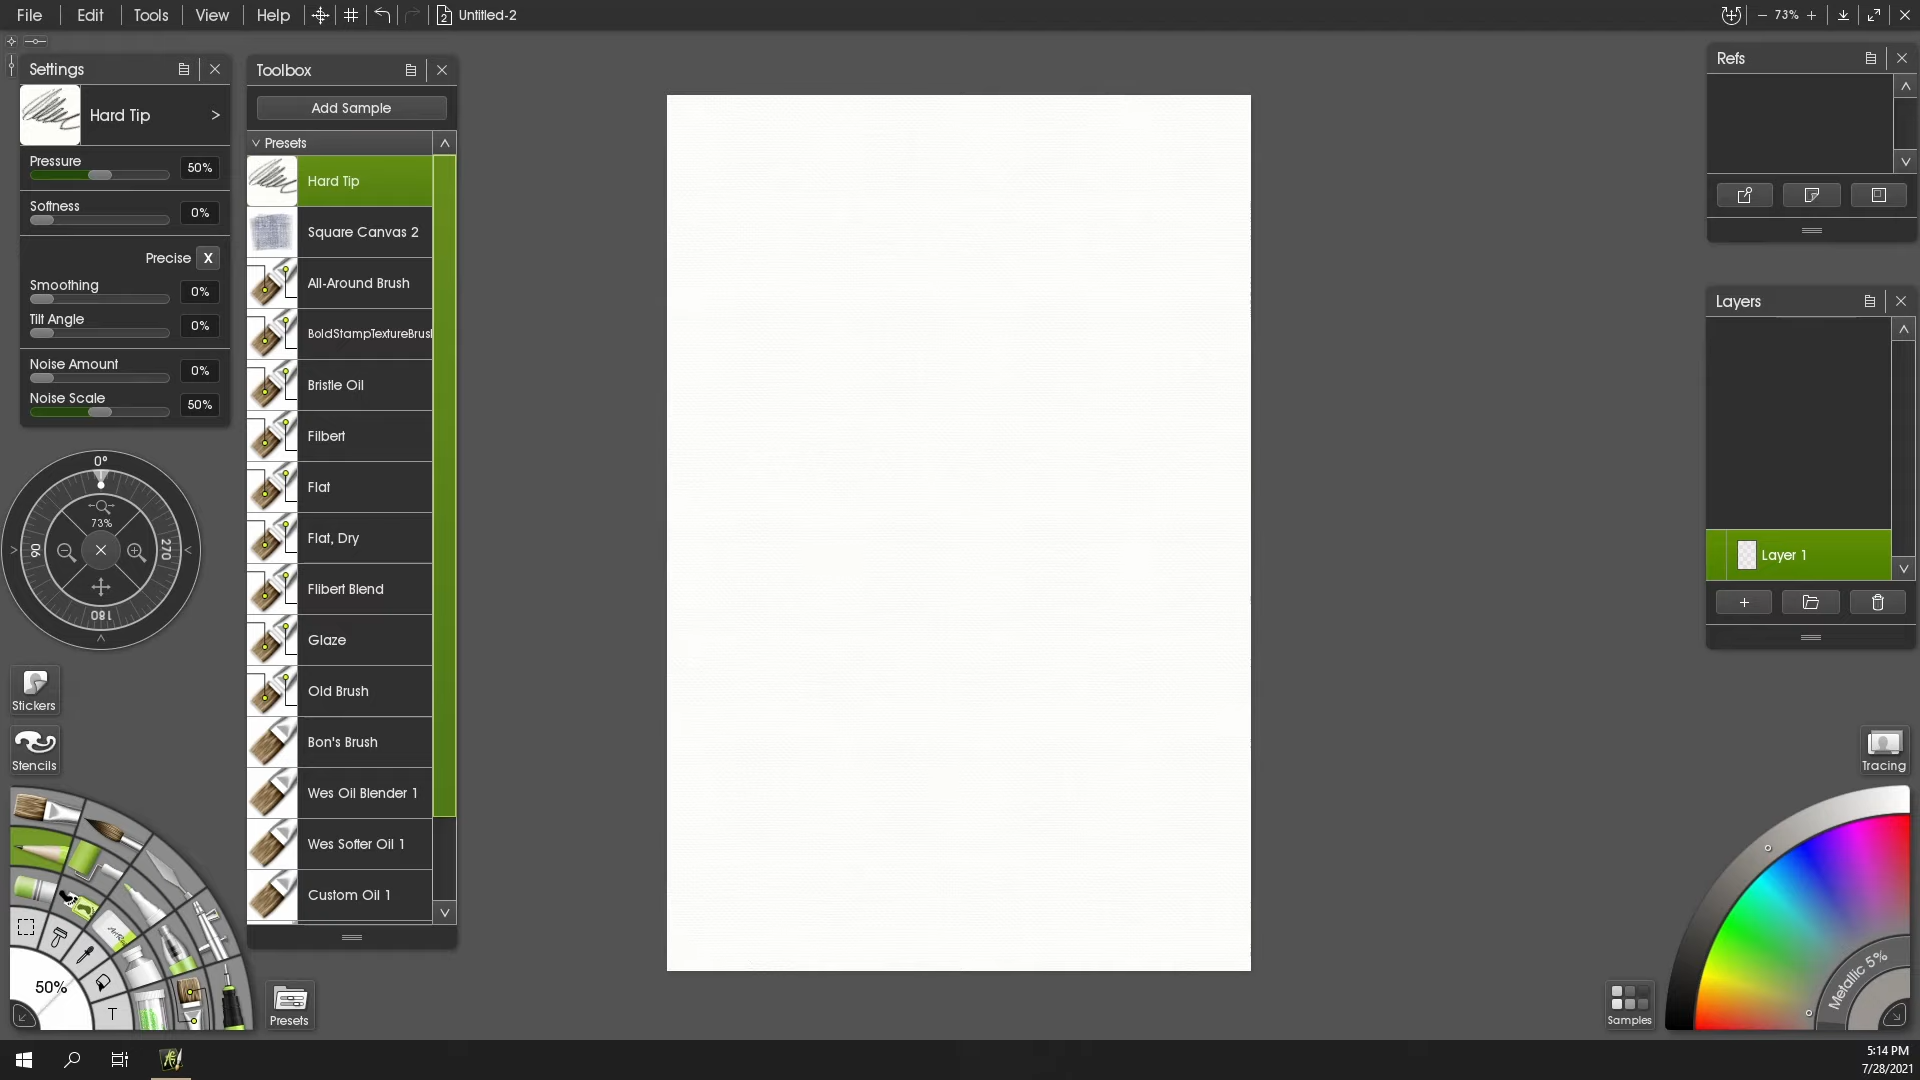 File Edit Tools View Help Untitled-2 73%
Settings
Hard Tip >
Pressure 50%
Softness 0%
Precise X
Smoothing 0%
Tilt Angle 0%
Noise Amount 0%
Noise Scale 50%
0°
73%
90
270
180
Stickers
Stencils
50%
T
Toolbox
Add Sample
Presets
Hard Tip
Square Canvas 2
All-Around Brush
BoldStampTextureBrush
Bristle Oil
Filbert
Flat
Flat, Dry
Flibert Blend
Glaze
Old Brush
Bon's Brush
Wes Oil Blender 1
Wes Softer Oil 1
Custom Oil 1
Presets
Refs
Layers
Layer 1
Tracing
Metallic 5%
Samples
5:14 PM
7/28/2021